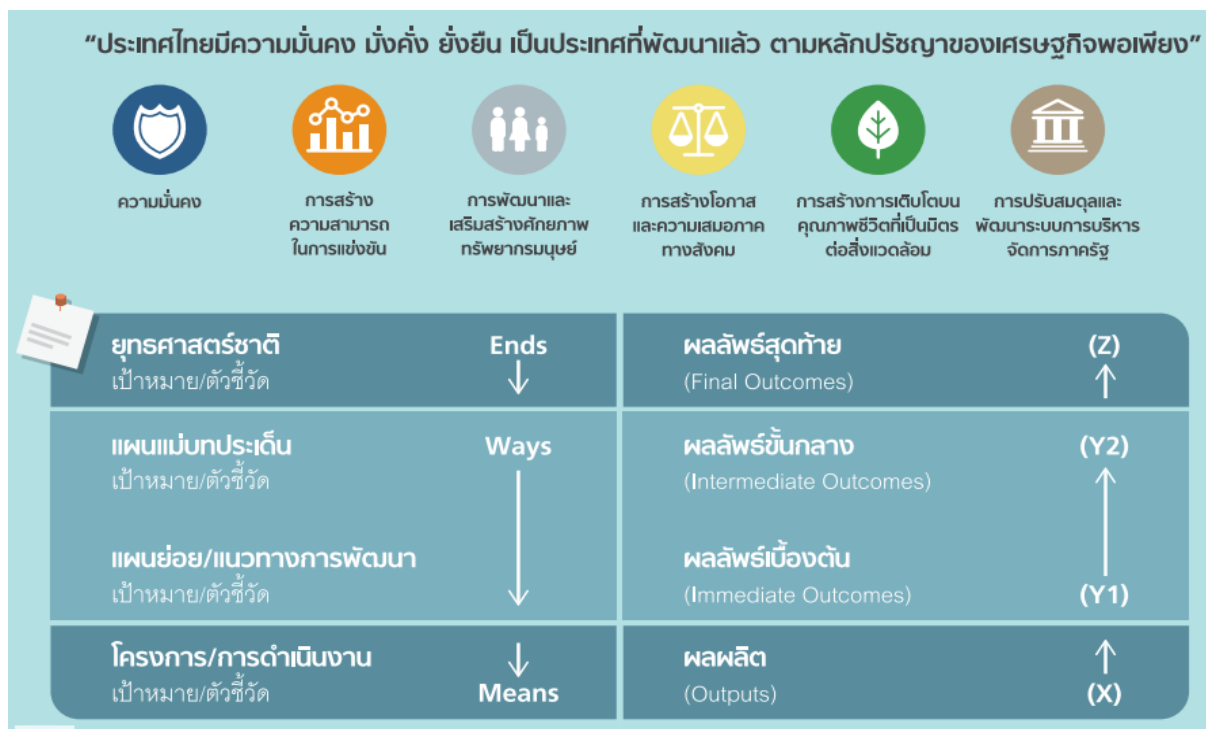 “ประเทศไทยมีความมั่นคง มั่งคั่ง ยั่งยืน เป็นประเทศที่พัฒนาแล้ว ตามหลักปรัชญาของเศรษฐกิจพอเพียง”
ความมั่นคง
การสร้าง
ความสามารถ
ในการแข่งขัน
การพัฒนาและ
เสริมสร้างศักยภาพ
ทรัพยากรมนุษย์
การสร้างโอกาส
และความเสมอภาค
ทางสังคม
การสร้างการเติบโตบน
คุณภาพชีวิตที่เป็นมิตร
ต่อสิ่งแวดล้อม
การปรับสมดุลและ
พัฒนาระบบการบริหาร
จัดการภาครัฐ
ยุทธศาสตร์ชาติ Ends ผลลัพธ์สุดท้าย (Z)
เป้าหมาย/ตัวชี้วัด (Final Outcomes)
แผนแม่บทประเด็น Ways ผลลัพธ์ขั้นกลาง (Y2)
เป้าหมาย/ตัวชี้วัด (Intermediate Outcomes)
แผนย่อย/แนวทางการพัฒนา ผลลัพธ์เบื้องต้น
เป้าหมาย/ตัวชี้วัด (Immediate Outcomes) (Y1)
โครงการ/การดำเนินงาน ผลผลิต
เป้าหมาย/ตัวชี้วัด Means (Outputs) (X)